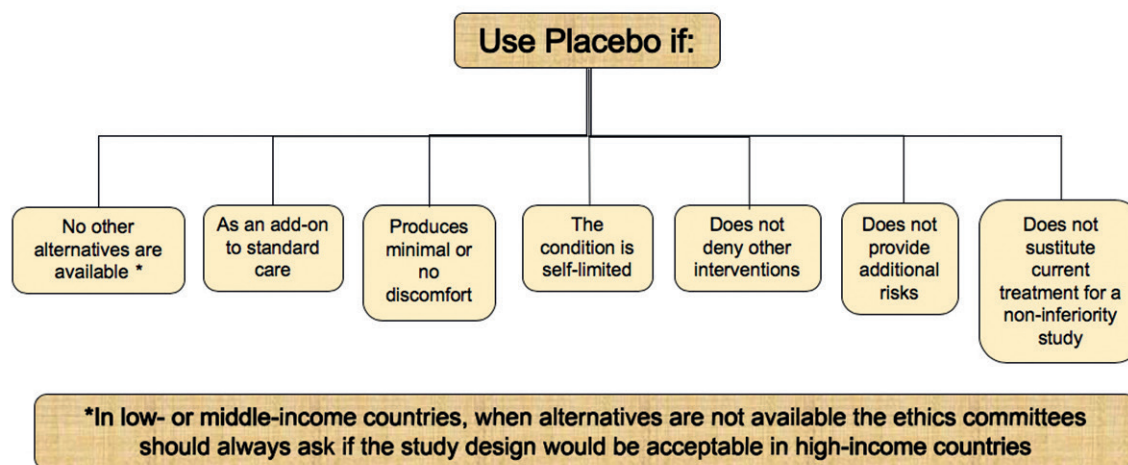 Use Placebo if:
No other
alternatives are
available *
As an add-on
to standard
care
Produces
minimal or
no
discomfort
The
condition is
self-limited
Does not
deny other
interventions
Does not
provide
additional
risks
Does not
sustitute
current
treatment for a
non-inferiority
study
*In low- or middle-income countries, when alternatives are not available the ethics committees
should always ask if the study design would be acceptable in high-income countries